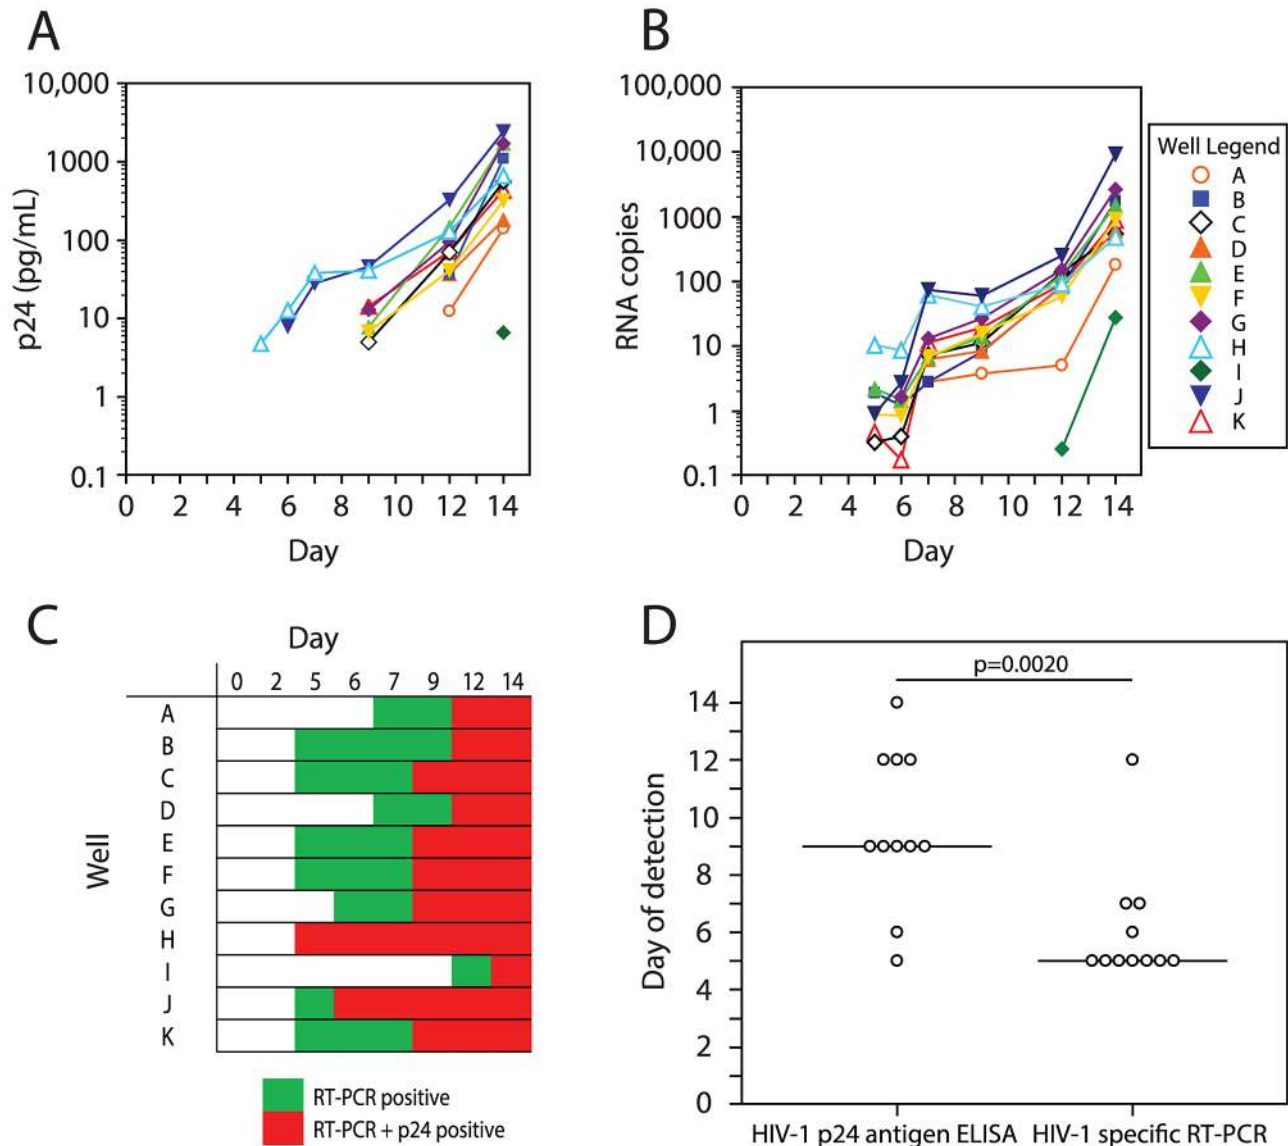 A
10,000
1000
100
10
1
0.1
p24 (pg/mL)
0 2 4 6 8 10 12 14
Day
B
100,000
10,000
1000
100
10
1
0.1
RNA copies
0 2 4 6 8 10 12 14
Day
Well Legend
A
B
C
D
E
F
G
H
I
J
K
C
Day
0 2 5 6 7 9 12 14
Well
A
B
C
D
E
F
G
H
I
J
K
RT-PCR positive
RT-PCR + p24 positive
D
p=0.0020
14
12
10
8
6
4
2
0
Day of detection
HIV-1 p24 antigen ELISA HIV-1 specific RT-PCR